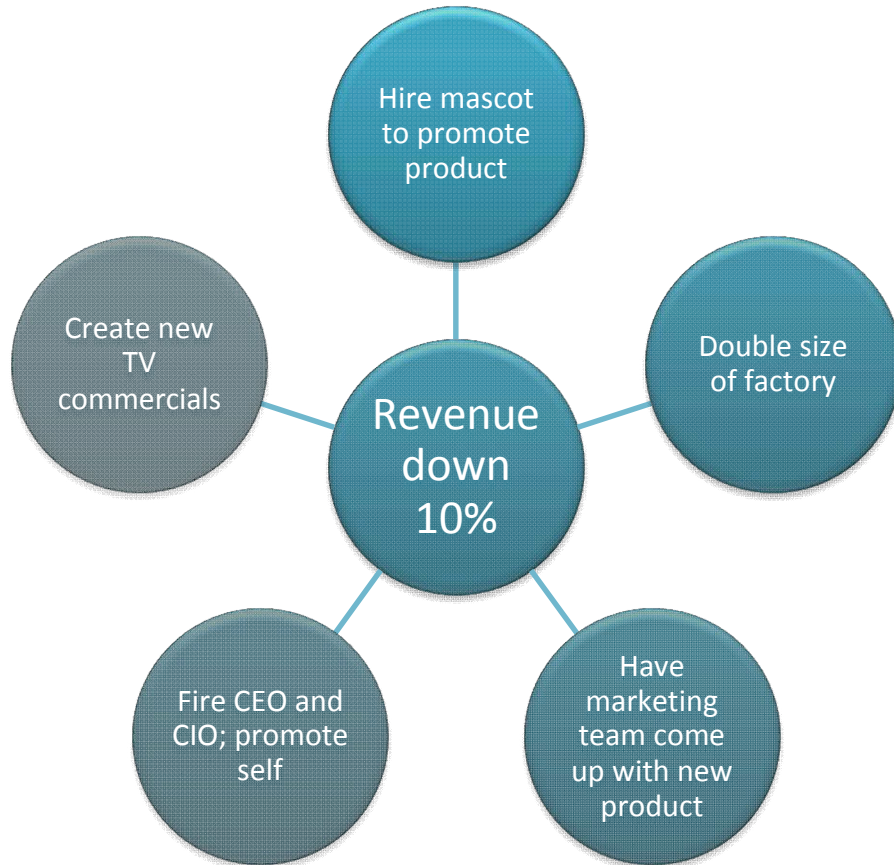 Hire mascot
to promote
product
Create new
TV
commercials
Double size
of factory
Revenue
down
10%
Fire CEO and
CIO; promote
self
Have
marketing
team come
up with new
product